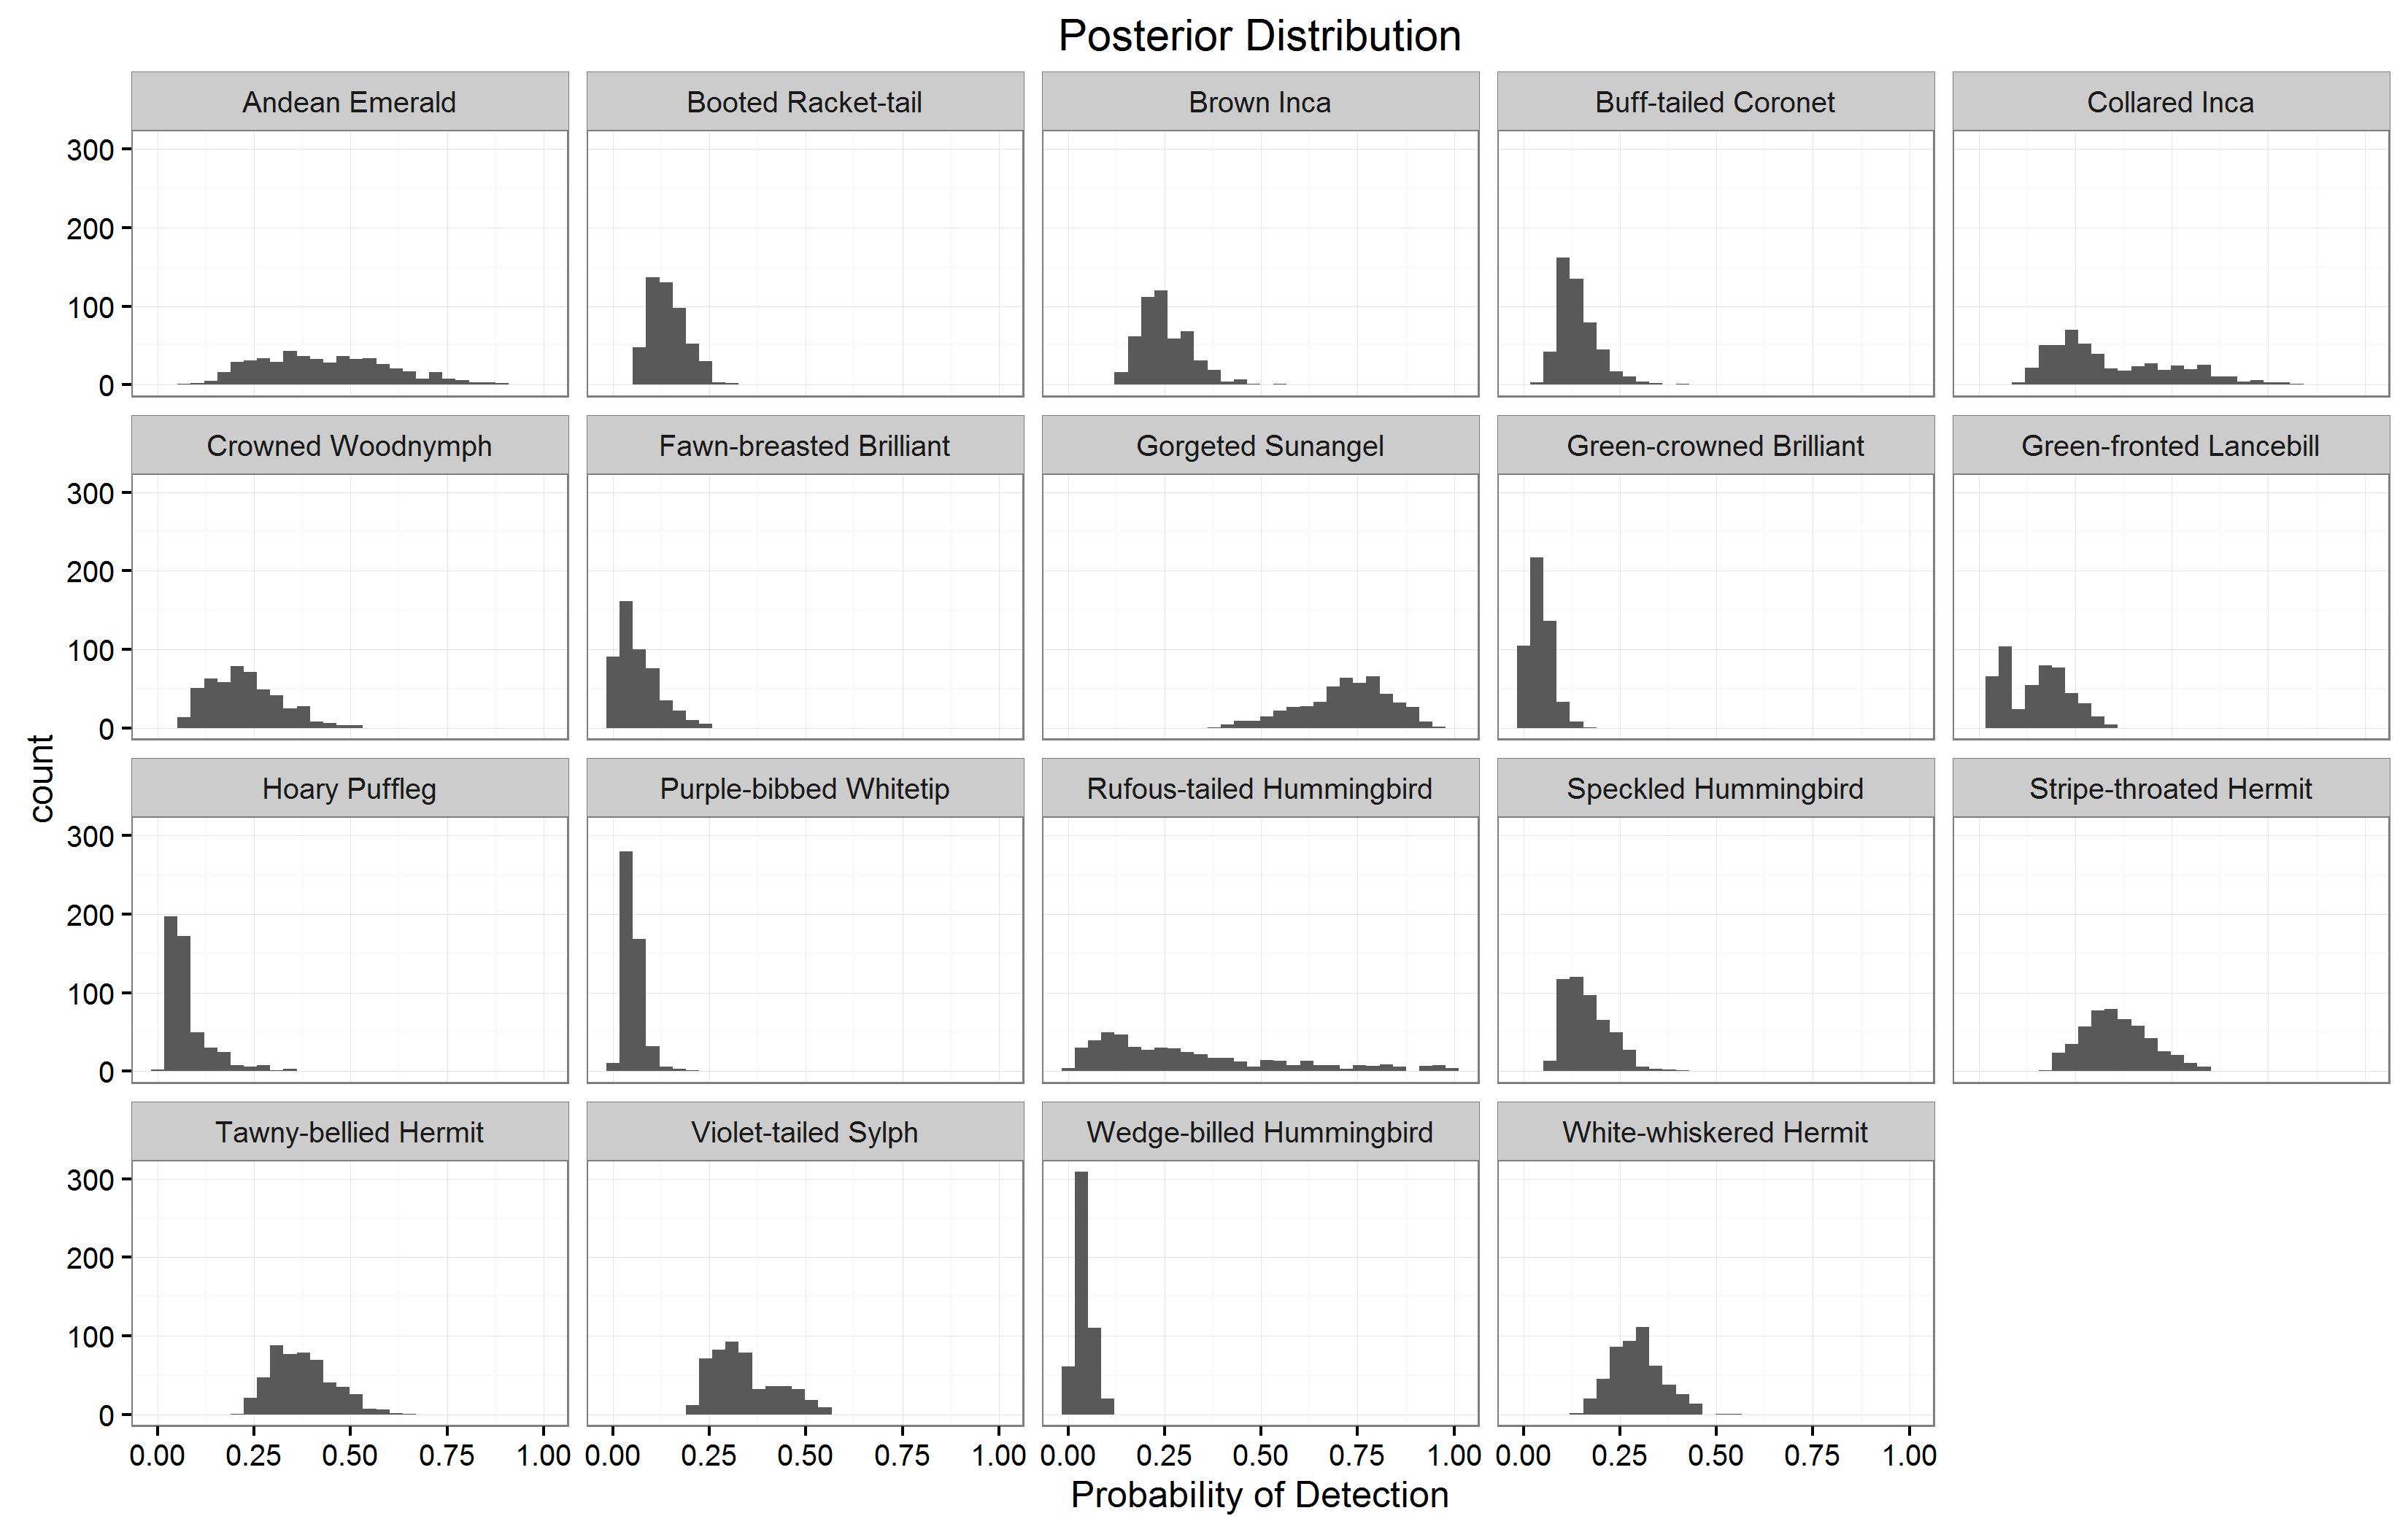 Posterior Distribution
Andean Emerald Booted Racket-tail Brown Inca Buff-tailed Coronet Collared Inca
300
200
100
0
Crowned Woodnymph Fawn-breasted Brilliant Gorgeted Sunangel Green-crowned Brilliant Green-fronted Lancebill
300
200
100
0
count
Hoary Puffleg Purple-bibbed Whitetip Rufous-tailed Hummingbird Speckled Hummingbird Stripe-throated Hermit
300
200
100
0
Tawny-bellied Hermit Violet-tailed Sylph Wedge-billed Hummingbird White-whiskered Hermit
300
200
100
0
0.00 0.25 0.50 0.75 1.00 0.00 0.25 0.50 0.75 1.00 0.00 0.25 0.50 0.75 1.00 0.00 0.25 0.50 0.75 1.00
Probability of Detection